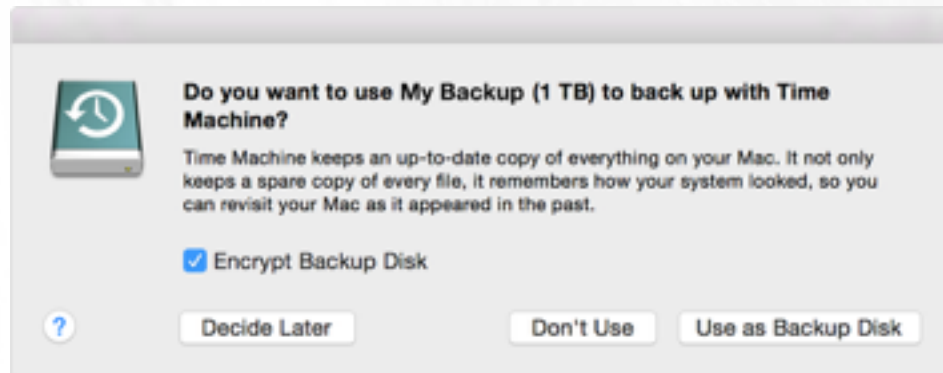 Do you want to use My Backup (1 TB) to back up with Time
Machine?
Time Machine keeps an up-to-date copy of everything on your Mac. It not only
keeps a spare copy of every file, it remembers how your system looked, so you
can revisit your Mac as it appeared in the past.
Encrypt Backup Disk
?
Decide Later
Don't Use
Use as Backup Disk